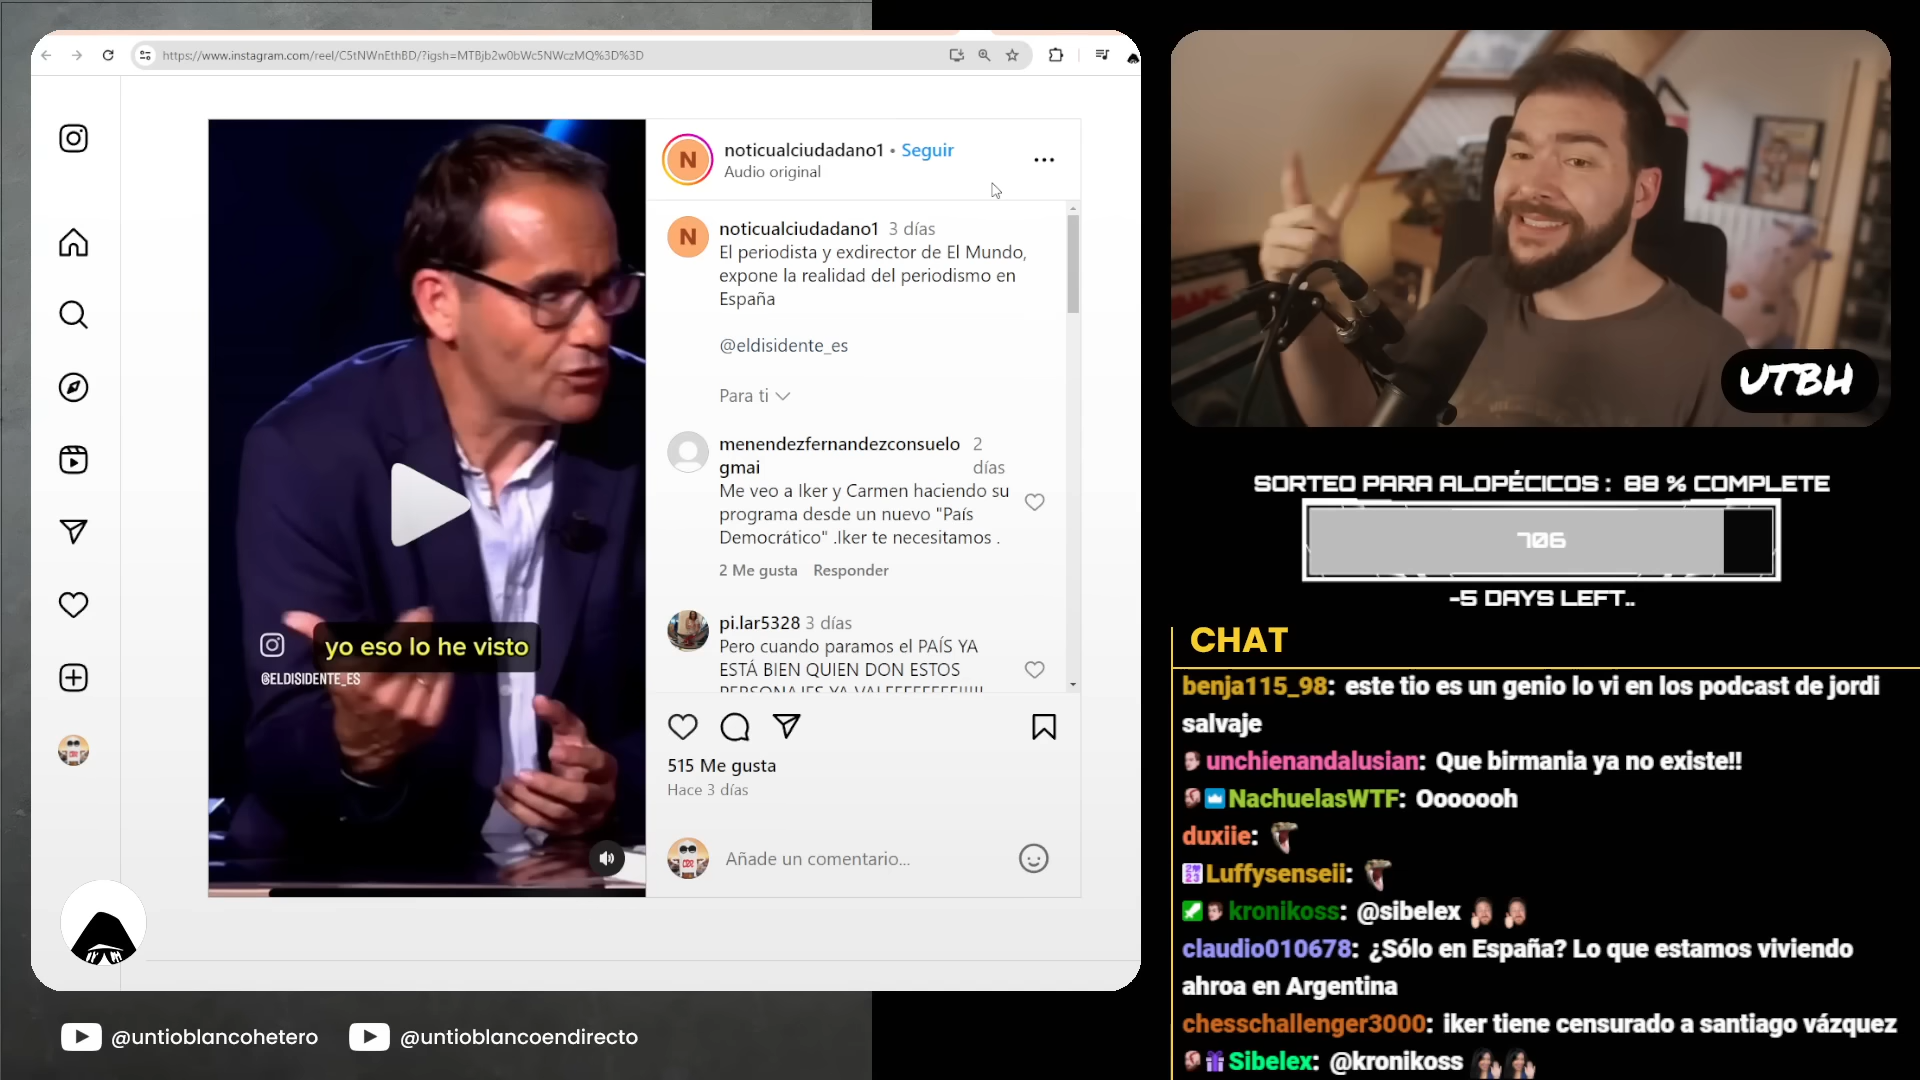 https://www.instagram.com/reel/C5tNWnEthBD/?igsh=MTBjb2w0bWc5NWczMQ%3D%3D
N
noticualciudadano1 • Seguir
Audio original
N
noticualciudadano1 3 días
El periodista y exdirector de El Mundo,
expone la realidad del periodismo en
España
@eldisidente_es
Para ti
menendezfernandezconsuelo 2
gmai días
Me veo a Iker y Carmen haciendo su
programa desde un nuevo "País
Democrático" .Iker te necesitamos .
2 Me gusta Responder
pi.lar5328 3 días
Pero cuando paramos el PAÍS YA
ESTÁ BIEN QUIEN DON ESTOS
515 Me gusta
Hace 3 días
Añade un comentario...
yo eso lo he visto
@ELDISIDENTE_ES
@untioblancohetero
@untioblancoendirecto
UTBH
SORTEO PARA ALOPÉCICOS : 88 % COMPLETE
706
-5 DAYS LEFT..
CHAT
benja115_98: este tio es un genio lo vi en los podcast de jordi
salvaje
unchienandalusian: Que birmania ya no existe!!
NachuelasWTF: Ooooooh
duxiie:
Luffysenseii:
kronikoss: @sibelex
claudio010678: ¿Sólo en España? Lo que estamos viviendo
ahroa en Argentina
chesschallenger3000: iker tiene censurado a santiago vázquez
Sibelex: @kronikoss